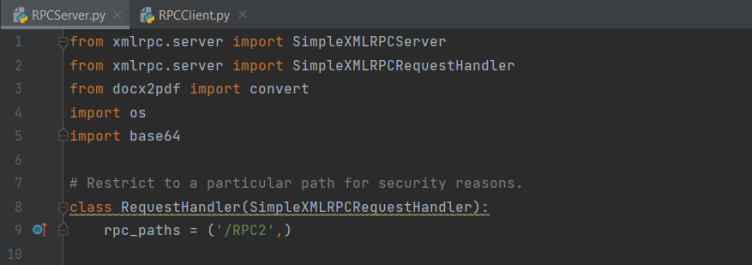 RPCServer.py × RPCClient.py ×
1 from xmlrpc.server import SimpleXMLRPCServer
2 from xmlrpc.server import SimpleXMLRPCRequestHandler
3 from docx2pdf import convert
4 import os
5 import base64
6
7 # Restrict to a particular path for security reasons.
8 class RequestHandler(SimpleXMLRPCRequestHandler):
9 rpc_paths = ('/RPC2',)
10